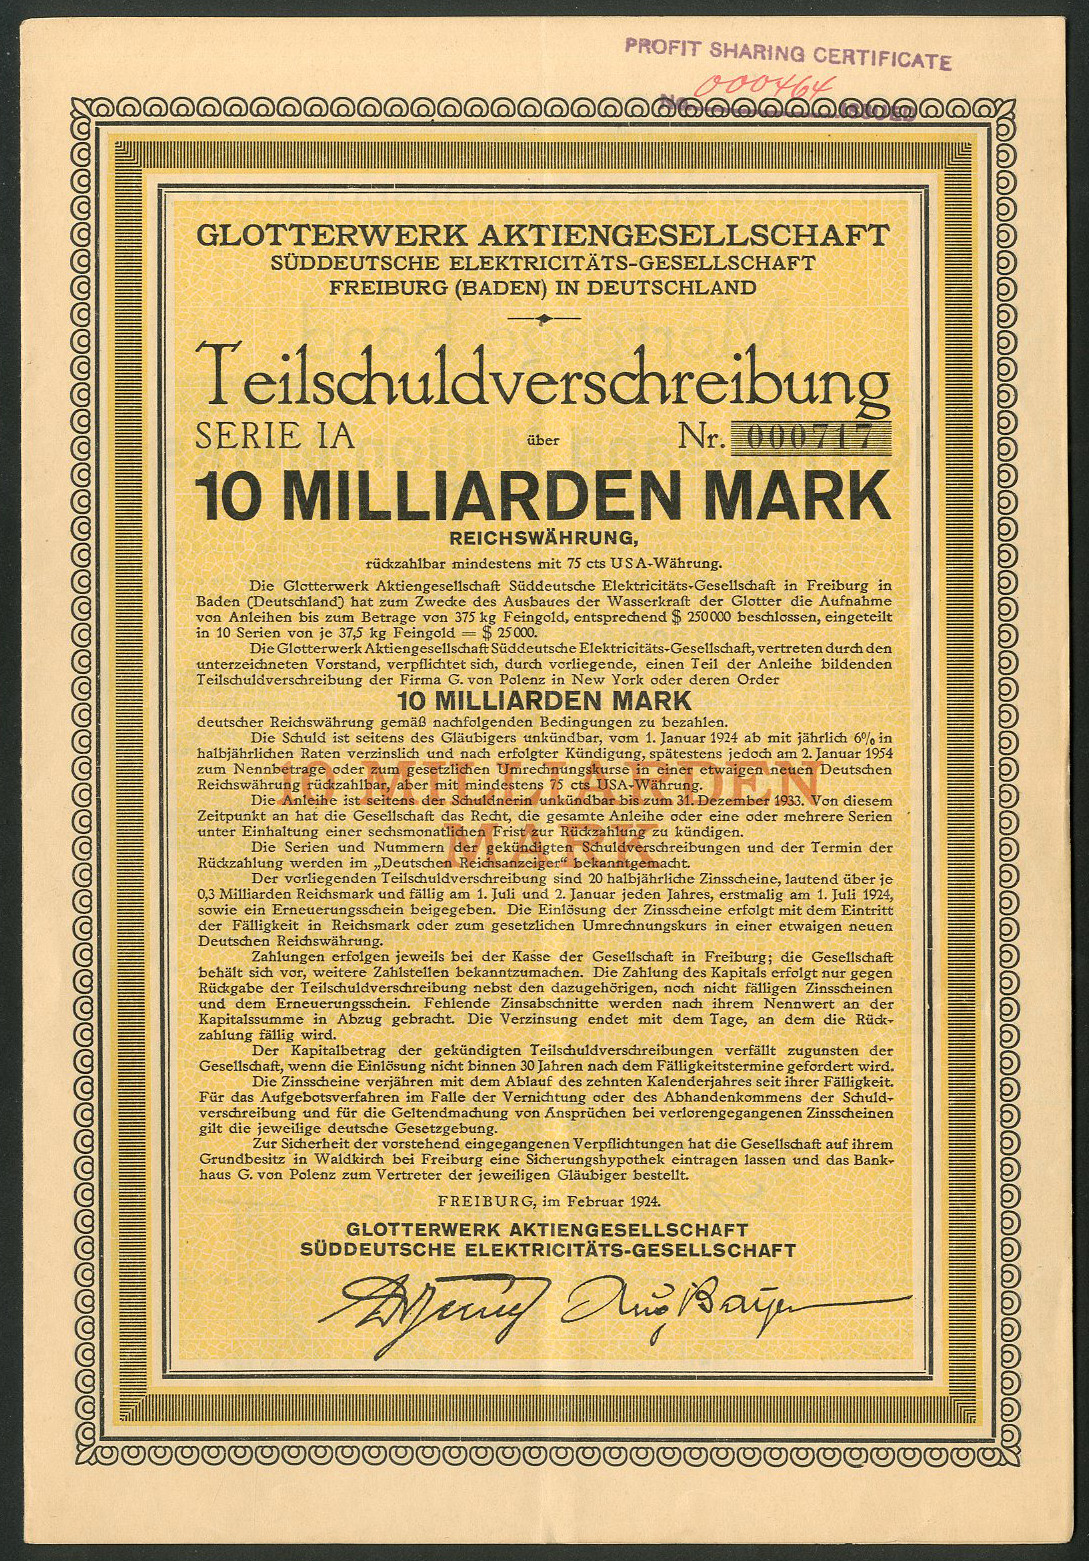 PROFIT SHARING CERTIFICATE
No. 000464 ISSUED
GLOTTERWERK AKTIENGESELLSCHAFT
SÜDDEUTSCHE ELEKTRICITÄTS-GESELLSCHAFT
FREIBURG (BADEN) IN DEUTSCHLAND
Teilschuldverschreibung
SERIE IA über Nr. 000717
10 MILLIARDEN MARK
REICHSWÄHRUNG,
rückzahlbar mindestens mit 75 cts USA-Währung.
Die Glotterwerk Aktiengesellschaft Süddeutsche Elektricitäts-Gesellschaft in Freiburg in
Baden (Deutschland) hat zum Zwecke des Ausbaues der Wasserkraft der Glotter die Aufnahme
von Anleihen bis zum Betrage von 375 kg Feingold, entsprechend $ 250000 beschlossen, eingeteilt
in 10 Serien von je 37,5 kg Feingold = $ 25000.
Die Glotterwerk Aktiengesellschaft Süddeutsche Elektricitäts-Gesellschaft, vertreten durch den
unterzeichneten Vorstand, verpflichtet sich, durch vorliegende, einen Teil der Anleihe bildenden
Teilschuldverschreibung der Firma G. von Polenz in New York oder deren Order
10 MILLIARDEN MARK
deutscher Reichswährung gemäß nachfolgenden Bedingungen zu bezahlen.
Die Schuld ist seitens des Gläubigers unkündbar, vom 1. Januar 1924 ab mit jährlich 6% in
halbjährlichen Raten verzinslich und nach erfolgter Kündigung, spätestens jedoch am 2. Januar 1954
zum Nennbetrage oder zum gesetzlichen Umrechnungskurse in einer etwaigen neuen Deutschen
Reichswährung rückzahlbar, aber mit mindestens 75 cts USA-Währung.
10 MILLIARDEN
Die Anleihe ist seitens der Schuldnerin unkündbar bis zum 31. Dezember 1933. Von diesem
Zeitpunkt an hat die Gesellschaft das Recht, die gesamte Anleihe oder eine oder mehrere Serien
unter Einhaltung einer sechsmonatlichen Frist zur Rückzahlung zu kündigen.
MARK
Die Serien und Nummern der gekündigten Schuldverschreibungen und der Termin der
Rückzahlung werden im „Deutschen Reichsanzeiger“ bekanntgemacht.
Der vorliegenden Teilschuldverschreibung sind 20 halbjährliche Zinsscheine, lautend über je
0,3 Milliarden Reichsmark und fällig am 1. Juli und 2. Januar jeden Jahres, erstmalig am 1. Juli 1924,
sowie ein Erneuerungsschein beigegeben. Die Einlösung der Zinsscheine erfolgt mit dem Eintritt
der Fälligkeit in Reichsmark oder zum gesetzlichen Umrechnungskurs in einer etwaigen neuen
Deutschen Reichswährung.
Zahlungen erfolgen jeweils bei der Kasse der Gesellschaft in Freiburg; die Gesellschaft
behält sich vor, weitere Zahlstellen bekanntzumachen. Die Zahlung des Kapitals erfolgt nur gegen
Rückgabe der Teilschuldverschreibung nebst den dazugehörigen, noch nicht fälligen Zinsscheinen
und dem Erneuerungsschein. Fehlende Zinsabschnitte werden nach ihrem Nennwert an der
Kapitalssumme in Abzug gebracht. Die Verzinsung endet mit dem Tage, an dem die Rück-
zahlung fällig wird.
Der Kapitalbetrag der gekündigten Teilschuldverschreibungen verfällt zugunsten der
Gesellschaft, wenn die Einlösung nicht binnen 30 Jahren nach dem Fälligkeitstermine gefordert wird.
Die Zinsscheine verjähren mit dem Ablauf des zehnten Kalenderjahres seit ihrer Fälligkeit.
Für das Aufgebotsverfahren im Falle der Vernichtung oder des Abhandenkommens der Schuld-
verschreibung und für die Geltendmachung von Ansprüchen bei verlorengegangenen Zinsscheinen
gilt die jeweilige deutsche Gesetzgebung.
Zur Sicherheit der vorstehend eingegangenen Verpflichtungen hat die Gesellschaft auf ihrem
Grundbesitz in Waldkirch bei Freiburg eine Sicherungshypothek eintragen lassen und das Bank-
haus G. von Polenz zum Vertreter der jeweiligen Gläubiger bestellt.
FREIBURG, im Februar 1924.
GLOTTERWERK AKTIENGESELLSCHAFT
SÜDDEUTSCHE ELEKTRICITÄTS-GESELLSCHAFT